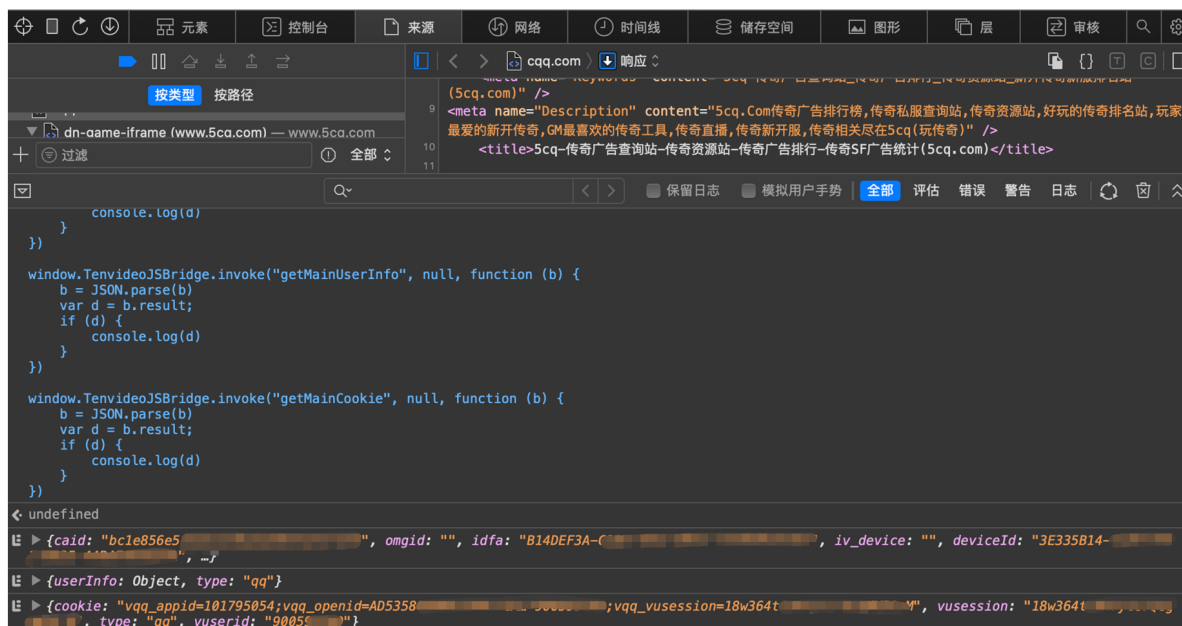 元素 控制台 来源 网络 时间线 储存空间 图形 层 审核
cqq.com 响应
按类型 按路径
(5cq.com)" />
dn-game-iframe (www.5cq.com) — www.5cq.com
9 <meta name="Description" content="5cq.Com传奇广告排行榜,传奇私服查询站,传奇资源站,好玩的传奇排名站,玩家
最爱的新开传奇,GM最喜欢的传奇工具,传奇直播,传奇新开服,传奇相关尽在5cq(玩传奇)" />
过滤 全部
10 <title>5cq-传奇广告查询站-传奇资源站-传奇广告排行-传奇SF广告统计(5cq.com)</title>
11
保留日志 模拟用户手势 全部 评估 错误 警告 日志
console.log(d)
}
})
window.TenvideoJSBridge.invoke("getMainUserInfo", null, function (b) {
b = JSON.parse(b)
var d = b.result;
if (d) {
console.log(d)
}
})
window.TenvideoJSBridge.invoke("getMainCookie", null, function (b) {
b = JSON.parse(b)
var d = b.result;
if (d) {
console.log(d)
}
})
undefined
{caid: "bc1e856e5 ", omgid: "", idfa: "B14DEF3A- ", iv_device: "", deviceId: "3E335B14-
", …}
{userInfo: Object, type: "qq"}
{cookie: "vqq_appid=101795054;vqq_openid=AD5358 ;vqq_vusession=18w364t ", vusession: "18w364t
", type: "qq", vuserid: "90059 "}